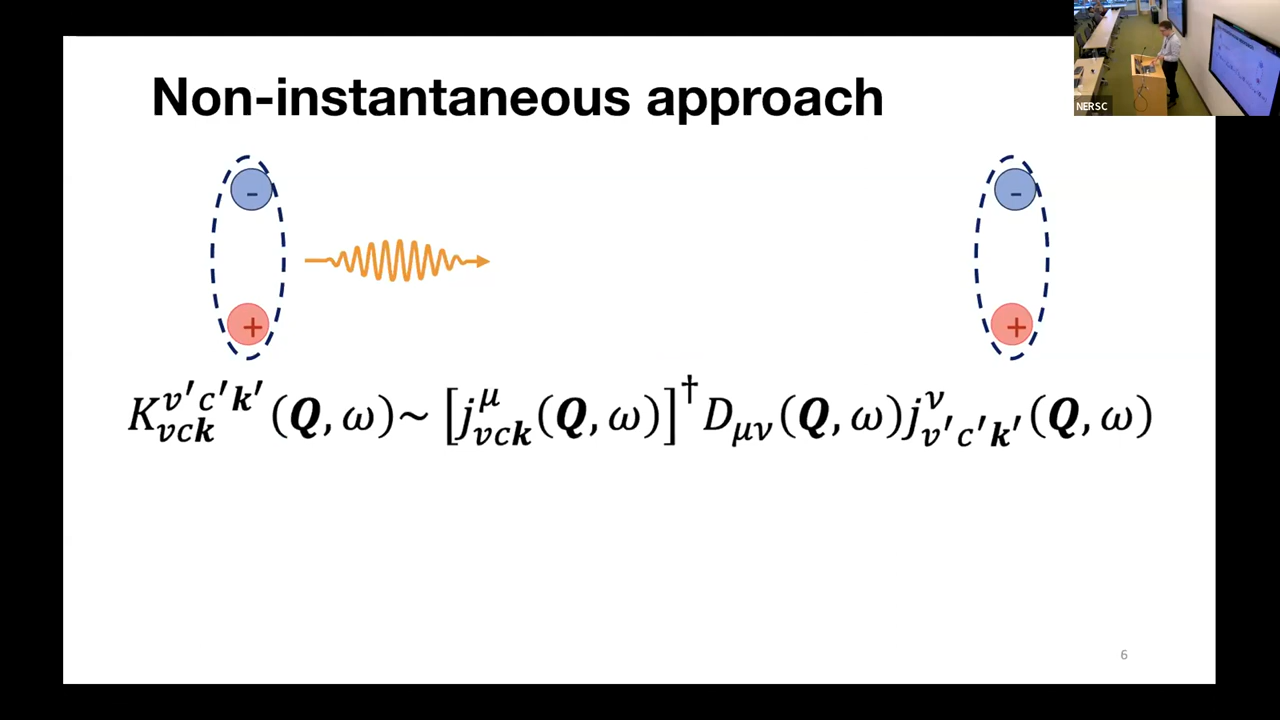 Non-instantaneous approach
NERSC
- -
+ +
K_{vck}^{v'c'k'}(Q, ω)~ [j_{vck}^{μ}(Q, ω)]^† D_{μν}(Q, ω)j_{v'c'k'}^{ν}(Q, ω)
6